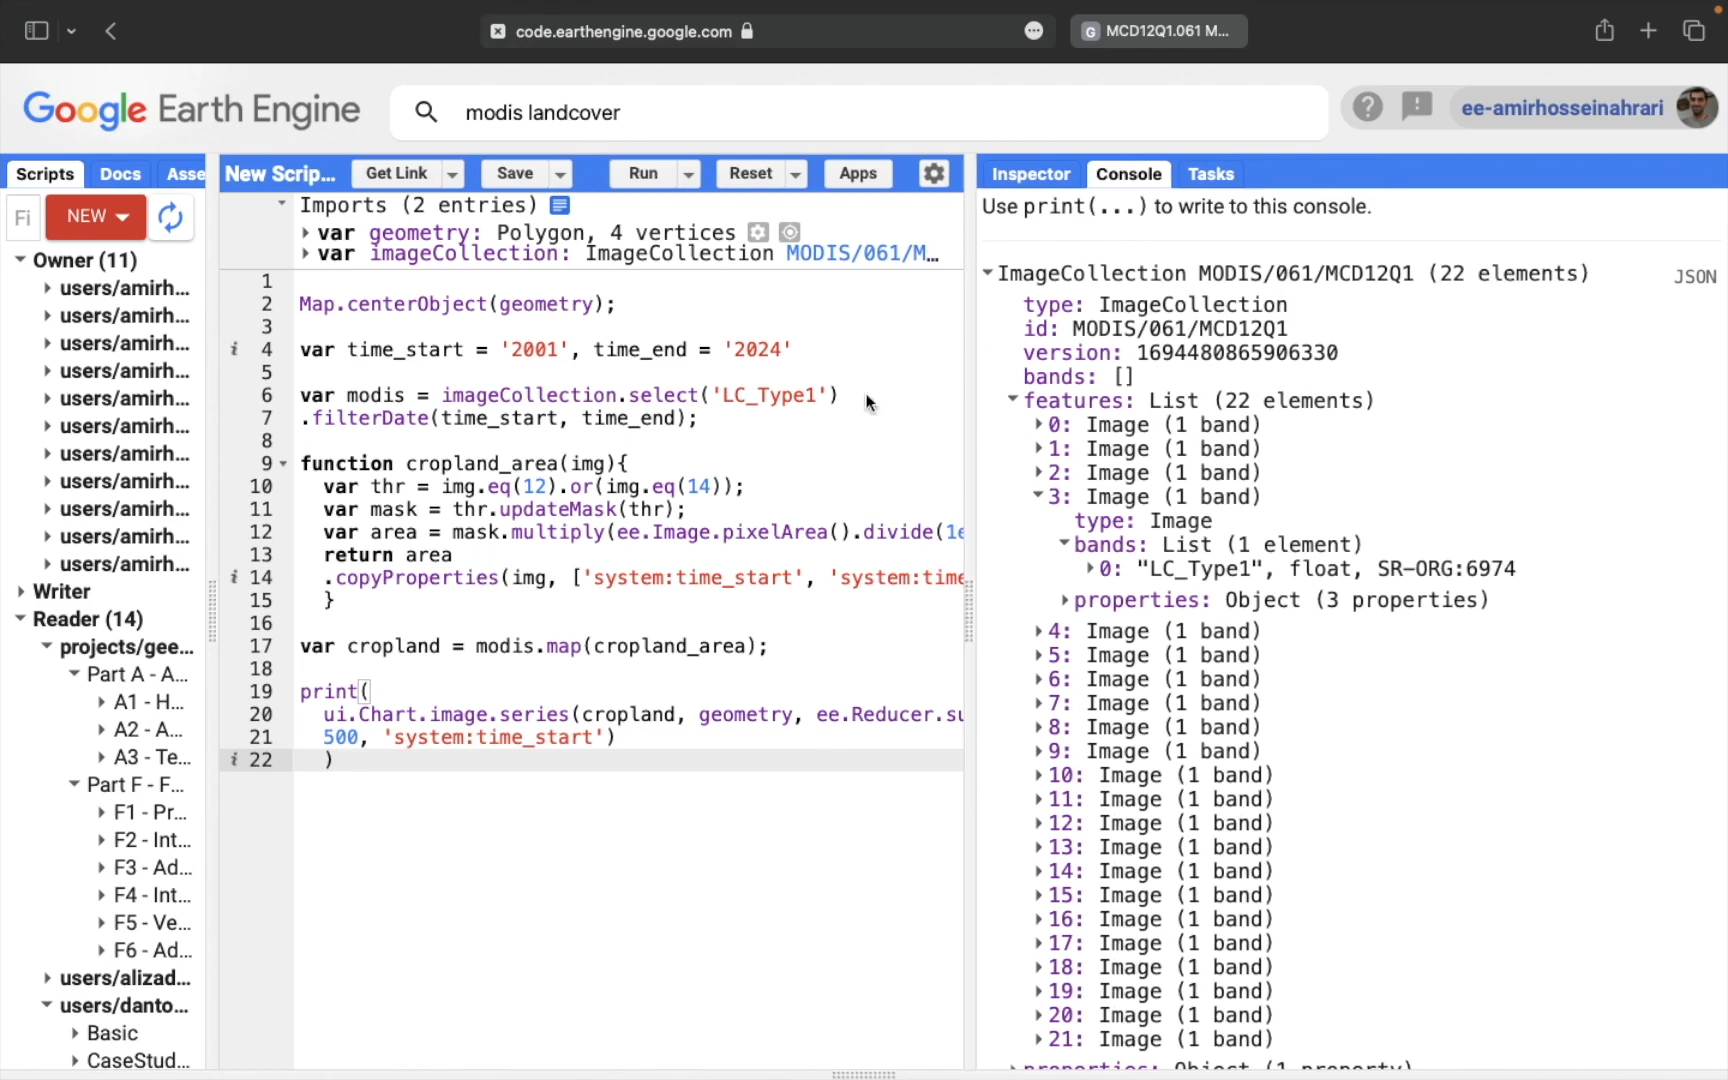 code.earthengine.google.com
G MCD12Q1.061 M...
Google Earth Engine
modis landcover
ee-amirhosseinahrari
Scripts Docs Asse
Fi NEW
Owner (11)
users/amirh...
users/amirh...
users/amirh...
users/amirh...
users/amirh...
users/amirh...
users/amirh...
users/amirh...
users/amirh...
users/amirh...
users/amirh...
Writer
Reader (14)
projects/gee...
Part A - A...
A1 - H...
A2 - A...
A3 - Te...
Part F - F...
F1 - Pr...
F2 - Int...
F3 - Ad...
F4 - Int...
F5 - Ve...
F6 - Ad...
users/alizad...
users/danto...
Basic
CaseStud...
New Scrip... Get Link Save Run Reset Apps
Imports (2 entries)
var geometry: Polygon, 4 vertices
var imageCollection: ImageCollection MODIS/061/M...
1
2 Map.centerObject(geometry);
3
i 4 var time_start = '2001', time_end = '2024'
5
6 var modis = imageCollection.select('LC_Type1')
7 .filterDate(time_start, time_end);
8
9 function cropland_area(img){
10 var thr = img.eq(12).or(img.eq(14));
11 var mask = thr.updateMask(thr);
12 var area = mask.multiply(ee.Image.pixelArea().divide(1e
13 return area
i 14 .copyProperties(img, ['system:time_start', 'system:time
15 }
16
17 var cropland = modis.map(cropland_area);
18
19 print(
20 ui.Chart.image.series(cropland, geometry, ee.Reducer.su
21 500, 'system:time_start')
i 22 )
Inspector Console Tasks
Use print(...) to write to this console.
ImageCollection MODIS/061/MCD12Q1 (22 elements) JSON
type: ImageCollection
id: MODIS/061/MCD12Q1
version: 1694480865906330
bands: []
features: List (22 elements)
0: Image (1 band)
1: Image (1 band)
2: Image (1 band)
3: Image (1 band)
type: Image
bands: List (1 element)
0: "LC_Type1", float, SR-ORG:6974
properties: Object (3 properties)
4: Image (1 band)
5: Image (1 band)
6: Image (1 band)
7: Image (1 band)
8: Image (1 band)
9: Image (1 band)
10: Image (1 band)
11: Image (1 band)
12: Image (1 band)
13: Image (1 band)
14: Image (1 band)
15: Image (1 band)
16: Image (1 band)
17: Image (1 band)
18: Image (1 band)
19: Image (1 band)
20: Image (1 band)
21: Image (1 band)
properties: Object (1 property)